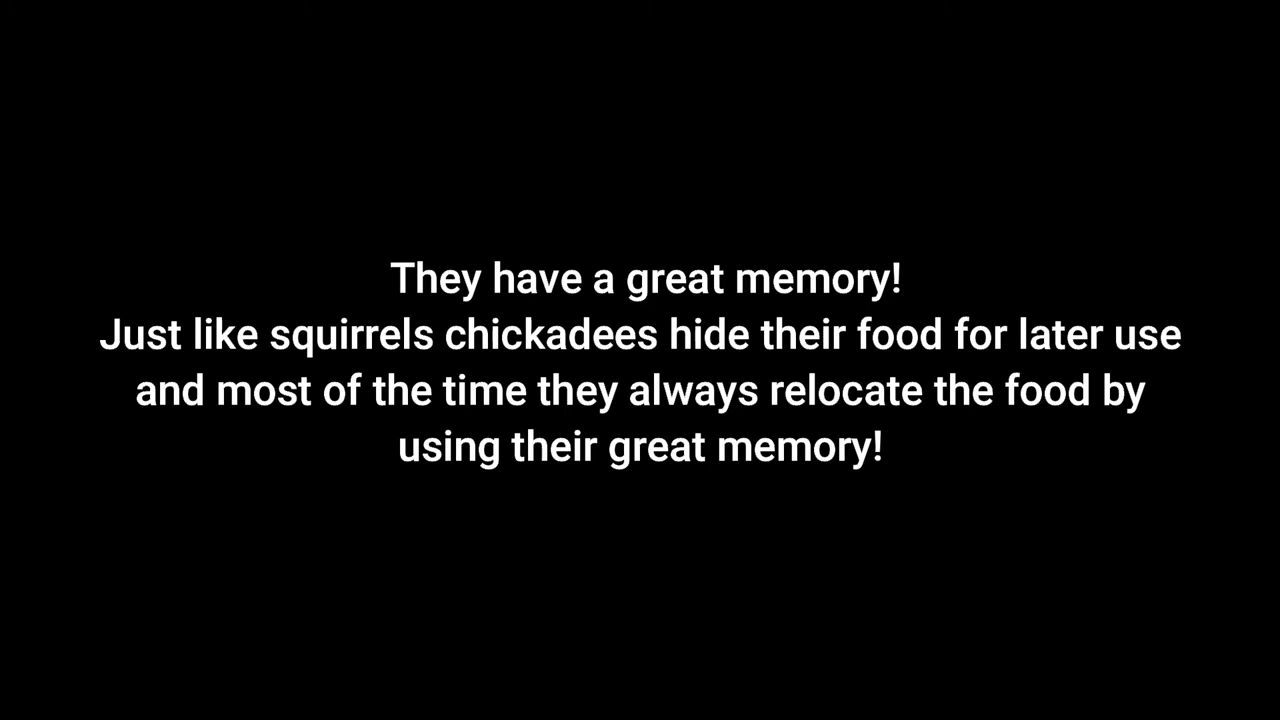 They have a great memory!
Just like squirrels chickadees hide their food for later use
and most of the time they always relocate the food by
using their great memory!